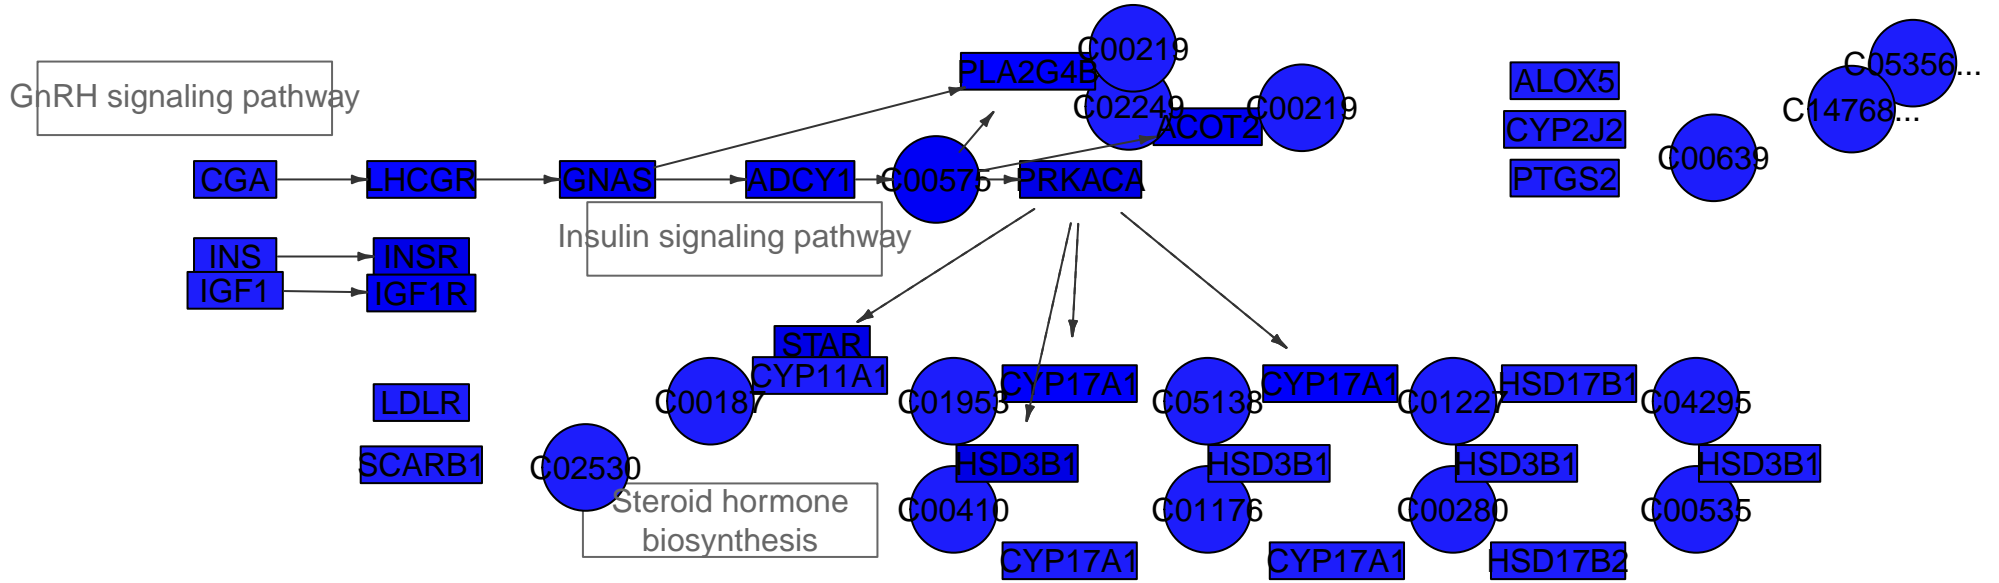 C00219
C05356...
PLA2G4B
ALOX5
GnRH signaling pathway
C02249
C00219
C14768...
ACOT2
CYP2J2
C00639
CGA
LHCGR
GNAS
ADCY1
C00575
PRKACA
PTGS2
Insulin signaling pathway
INS
INSR
IGF1
IGF1R
STAR
CYP11A1
CYP17A1
CYP17A1
HSD17B1
LDLR
C00187
C01953
C05138
C01227
C04295
SCARB1
C02530
HSD3B1
HSD3B1
HSD3B1
HSD3B1
Steroid hormone
biosynthesis
C00410
C01176
C00280
C00535
CYP17A1
CYP17A1
HSD17B2